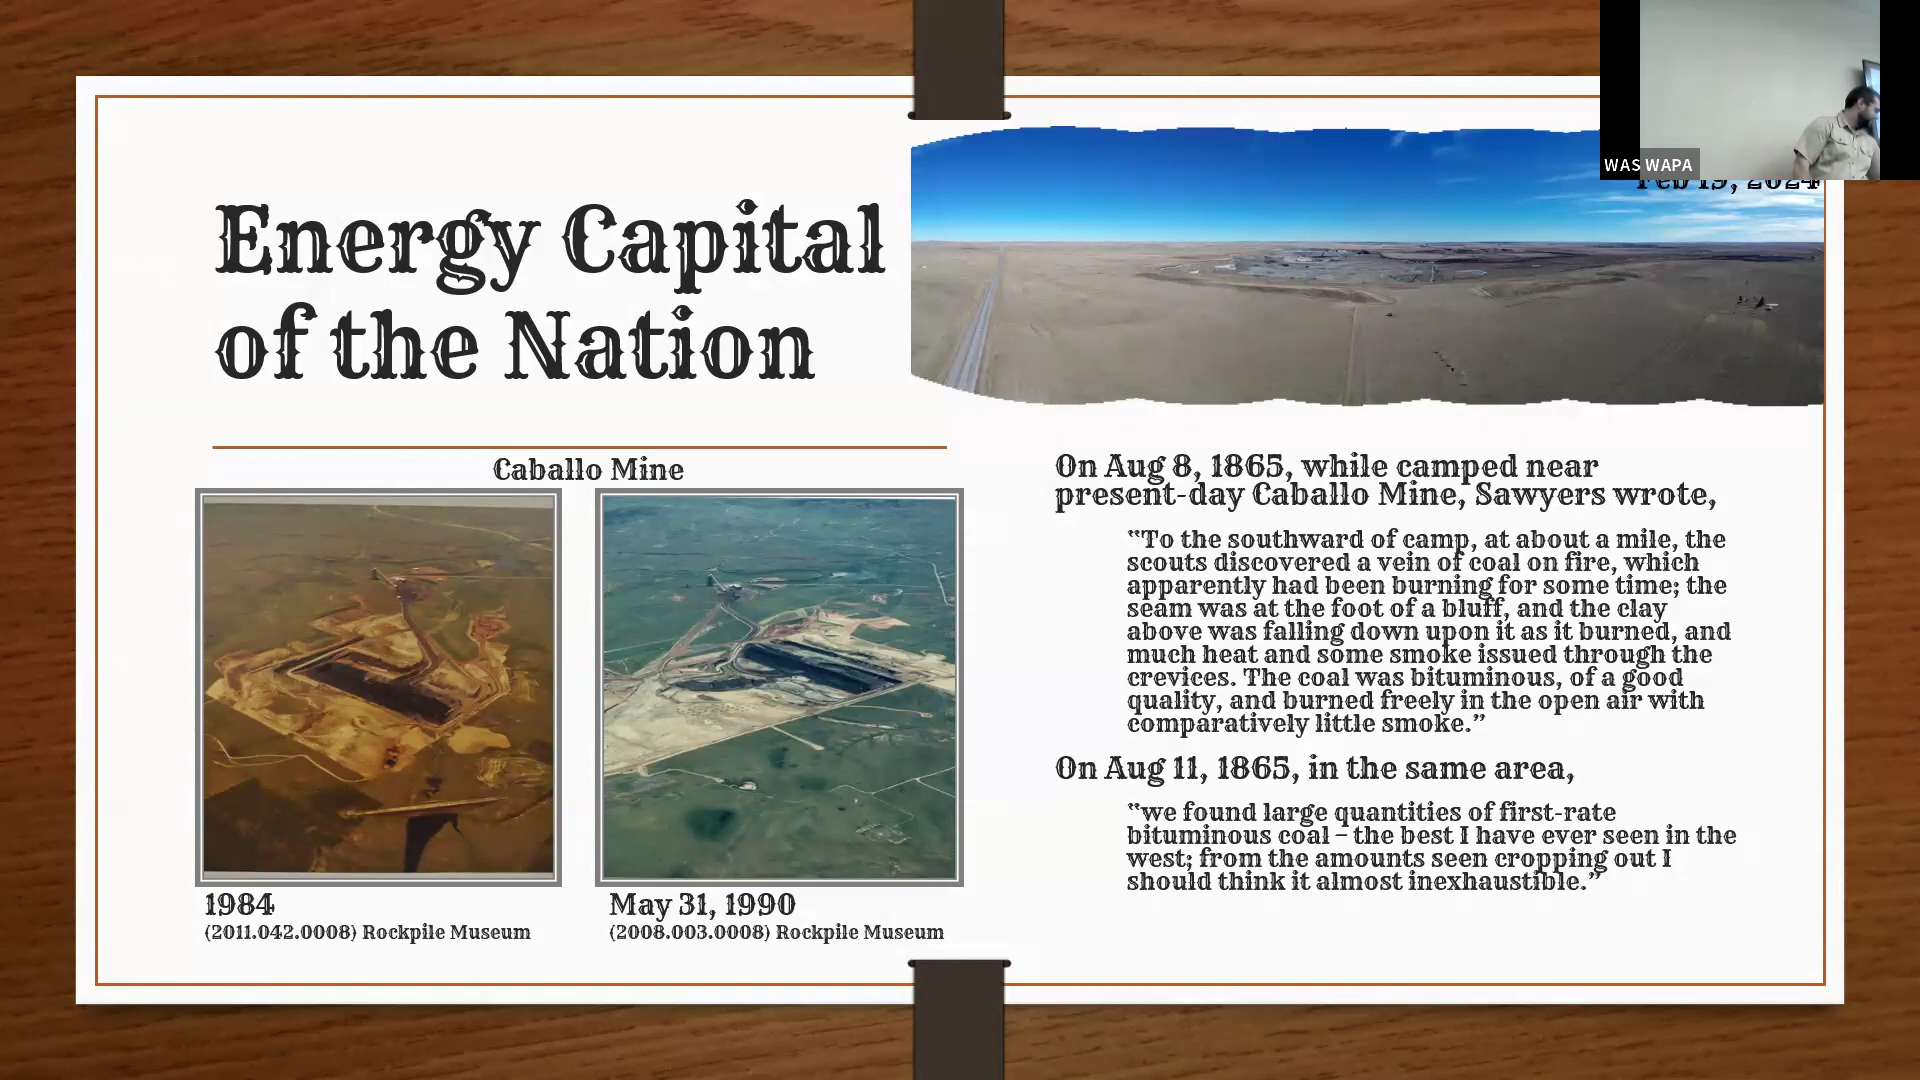 WAS WAPA
Feb 19, 2024
Energy Capital
of the Nation
Caballo Mine
1984
(2011.042.0008) Rockpile Museum
May 31, 1990
(2008.003.0008) Rockpile Museum
On Aug 8, 1865, while camped near
present-day Caballo Mine, Sawyers wrote,
“To the southward of camp, at about a mile, the
scouts discovered a vein of coal on fire, which
apparently had been burning for some time; the
seam was at the foot of a bluff, and the clay
above was falling down upon it as it burned, and
much heat and some smoke issued through the
crevices. The coal was bituminous, of a good
quality, and burned freely in the open air with
comparatively little smoke.”
On Aug 11, 1865, in the same area,
“we found large quantities of first-rate
bituminous coal – the best I have ever seen in the
west; from the amounts seen cropping out I
should think it almost inexhaustible.”